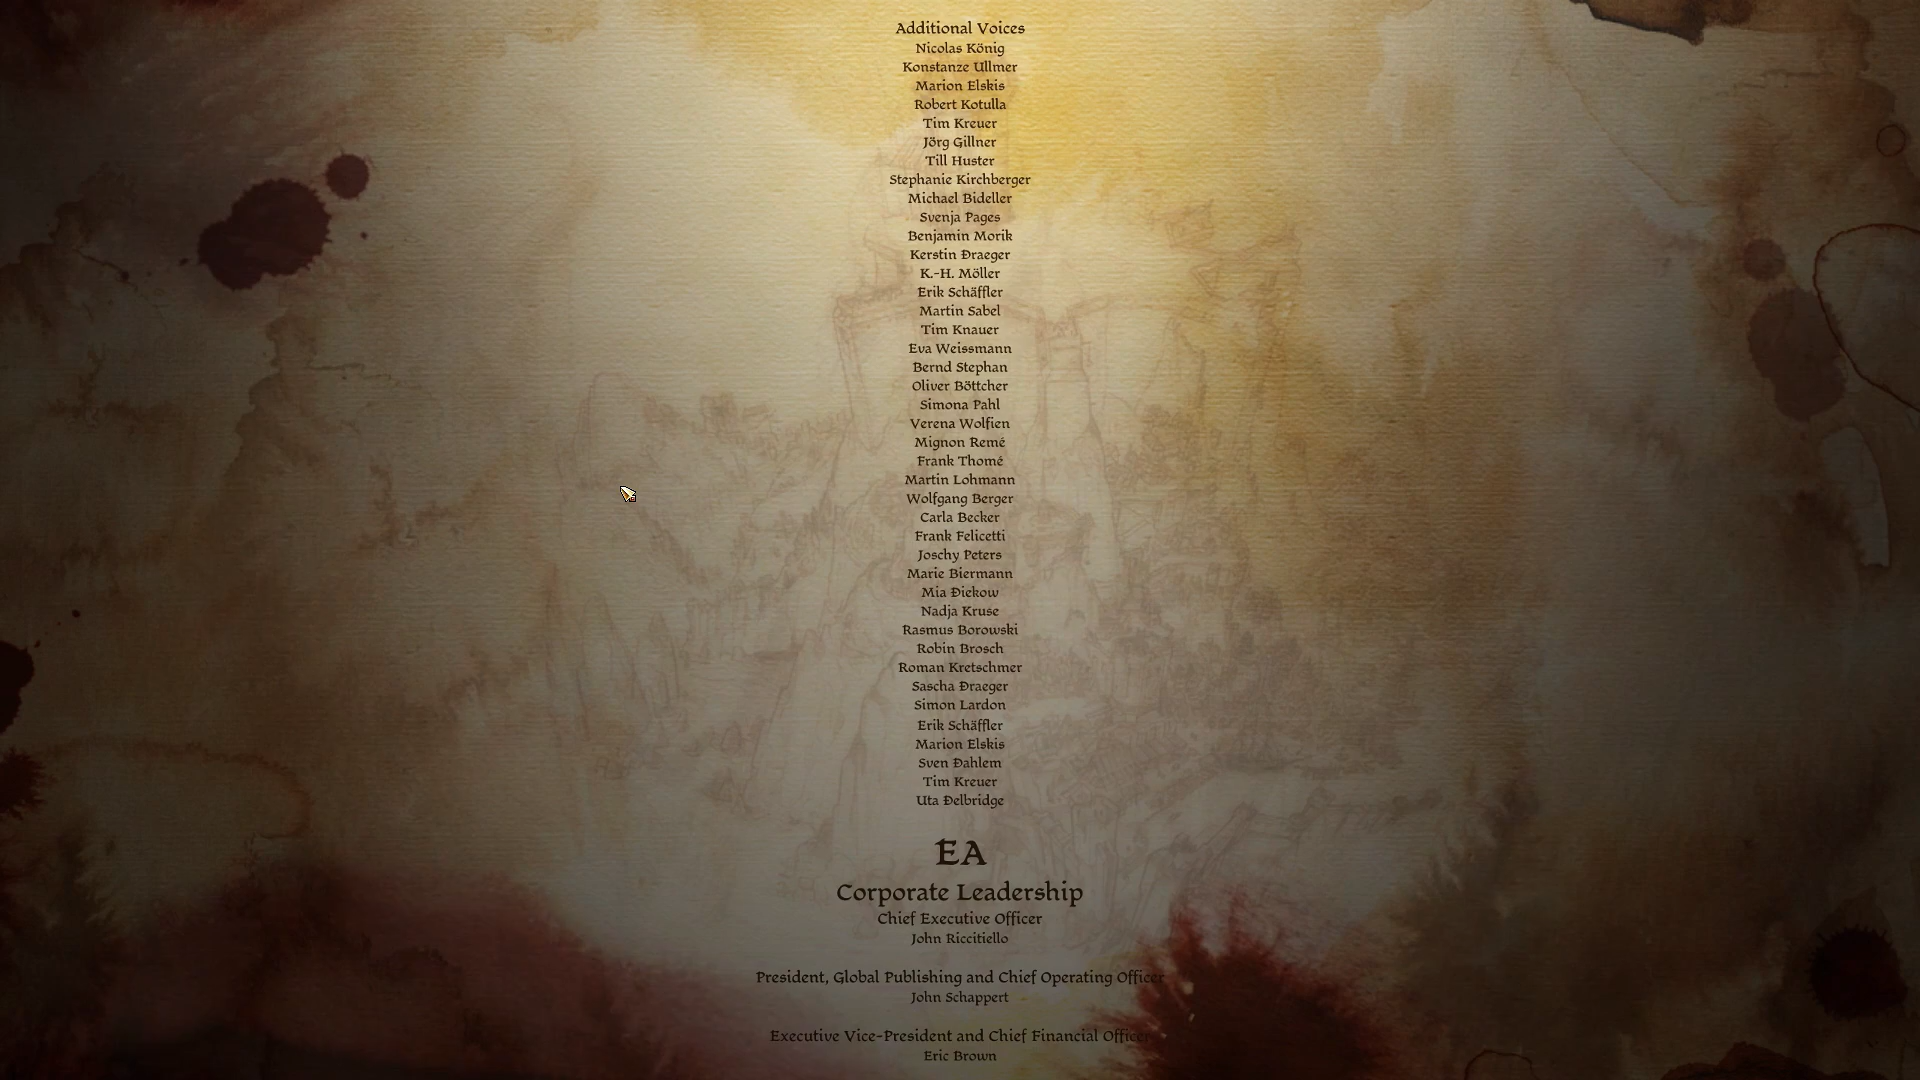 Additional Voices
Nicolas König
Konstanze Ullmer
Marion Elskis
Robert Kotulla
Tim Kreuer
Jörg Gillner
Till Huster
Stephanie Kirchberger
Michael Bideller
Svenja Pages
Benjamin Morik
Kerstin Draeger
K.-H. Möller
Erik Schäffler
Martin Sabel
Tim Knauer
Eva Weissmann
Bernd Stephan
Oliver Böttcher
Simona Pahl
Verena Wolfien
Mignon Remé
Frank Thomé
Martin Lohmann
Wolfgang Berger
Carla Becker
Frank Felicetti
Joschy Peters
Marie Biermann
Mia Diekow
Nadja Kruse
Rasmus Borowski
Robin Brosch
Roman Kretschmer
Sascha Draeger
Simon Lardon
Erik Schäffler
Marion Elskis
Sven Dahlem
Tim Kreuer
Uta Delbridge
EA
Corporate Leadership
Chief Executive Officer
John Riccitiello
President, Global Publishing and Chief Operating Officer
John Schappert
Executive Vice-President and Chief Financial Officer
Eric Brown